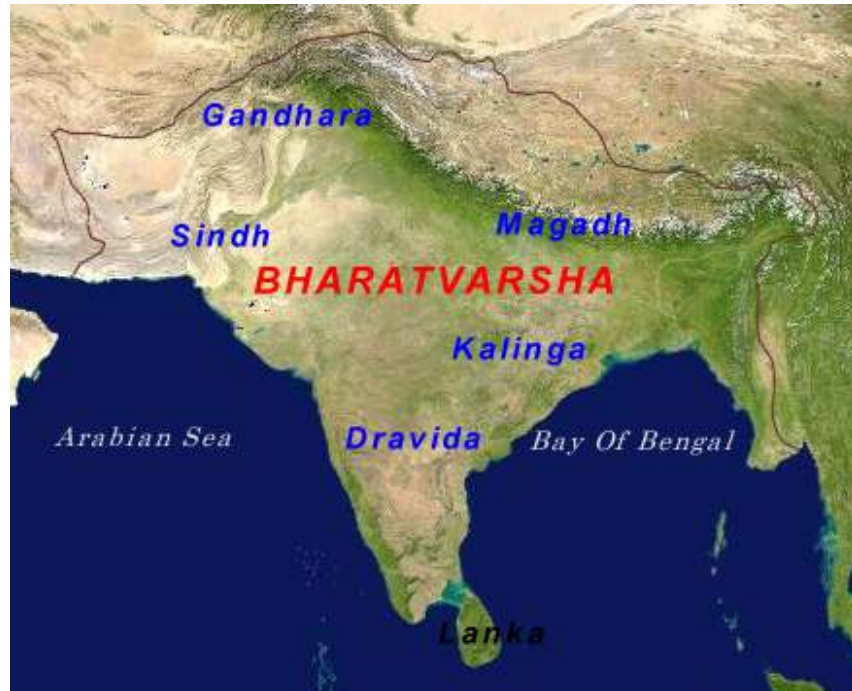 Gandhara
Sindh
Magadh
BHARATVARSHA
Kalinga
Arabian Sea
Dravida
Bay Of Bengal
Lanka